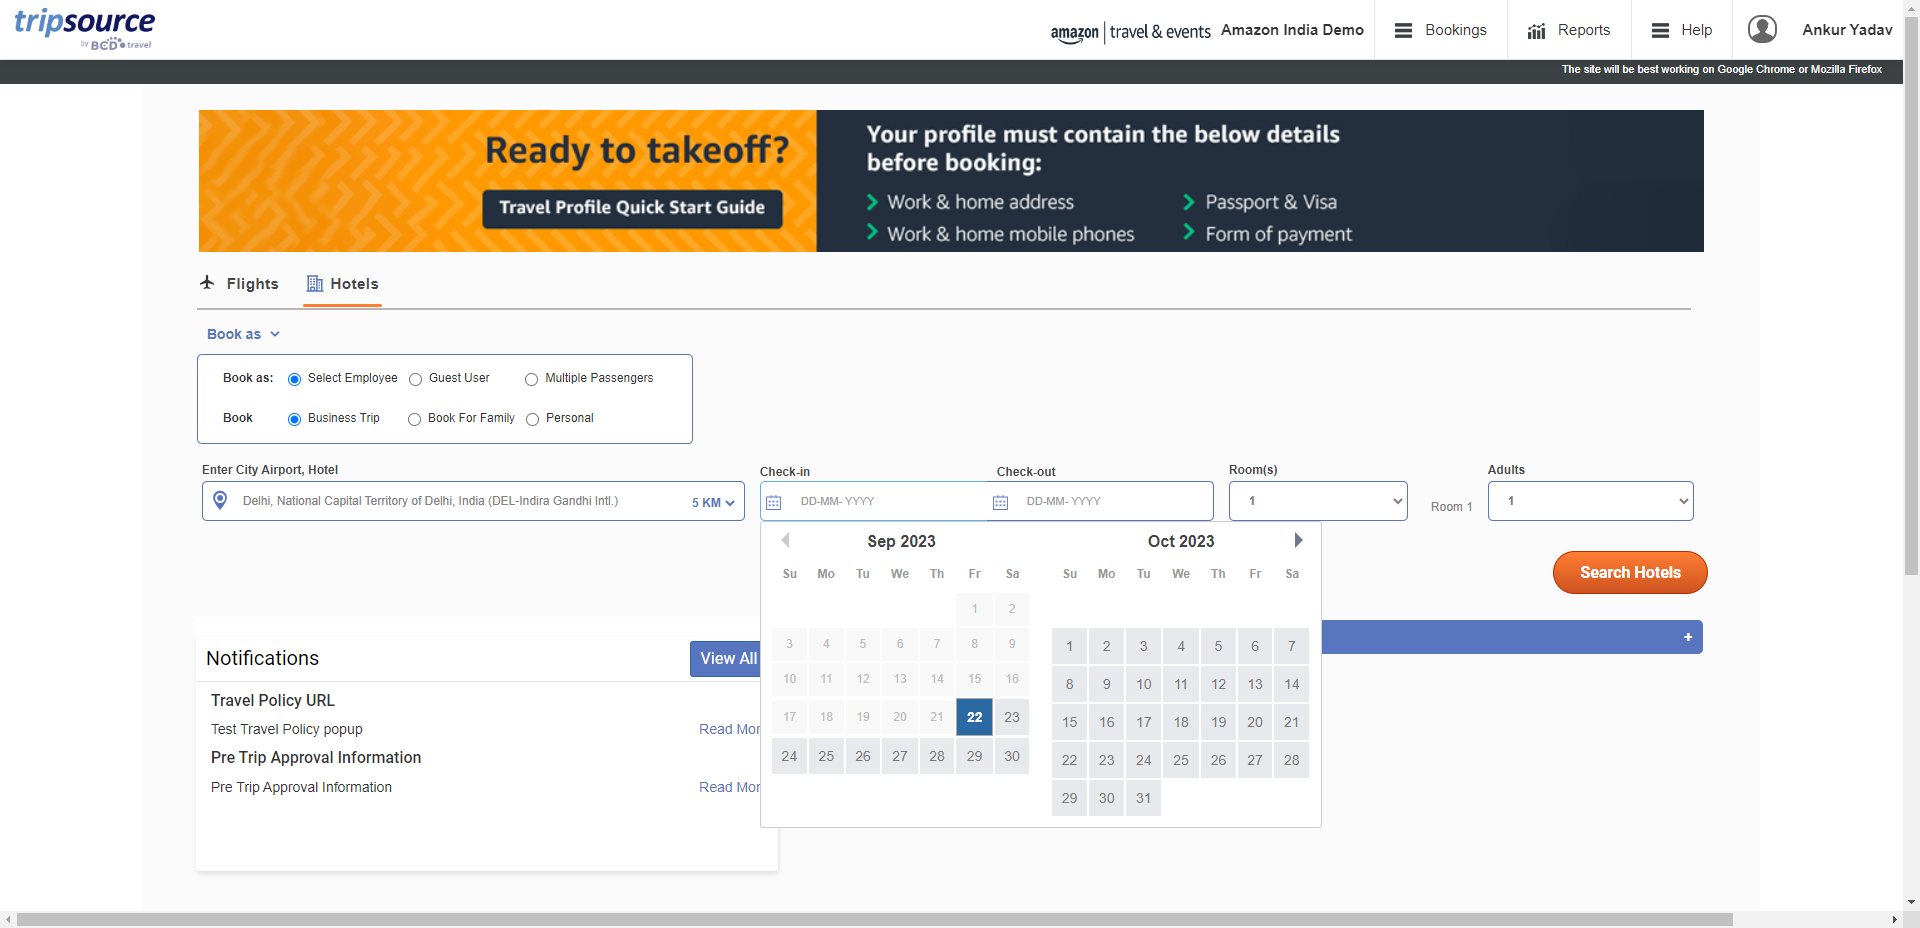 tripsource
by BCD travel
amazon | travel & events
Amazon India Demo
Bookings
Reports
Help
Ankur Yadav
The site will be best working on Google Chrome or Mozilla Firefox
Ready to takeoff?
Travel Profile Quick Start Guide
Your profile must contain the below details
before booking:
Work & home address
Passport & Visa
Work & home mobile phones
Form of payment
Flights
Hotels
Book as
Book as: Select Employee Guest User Multiple Passengers
Book Business Trip Book For Family Personal
Enter City Airport, Hotel
Check-in
Check-out
Room(s)
Adults
Delhi, National Capital Territory of Delhi, India (DEL-Indira Gandhi Intl.)
5 KM
DD-MM- YYYY
DD-MM- YYYY
1
Room 1
1
Sep 2023
Su Mo Tu We Th Fr Sa
1 2
3 4 5 6 7 8 9
10 11 12 13 14 15 16
17 18 19 20 21 22 23
24 25 26 27 28 29 30
Oct 2023
Su Mo Tu We Th Fr Sa
1 2 3 4 5 6 7
8 9 10 11 12 13 14
15 16 17 18 19 20 21
22 23 24 25 26 27 28
29 30 31
Search Hotels
+
Notifications
View All
Travel Policy URL
Test Travel Policy popup
Read Mor
Pre Trip Approval Information
Pre Trip Approval Information
Read Mor